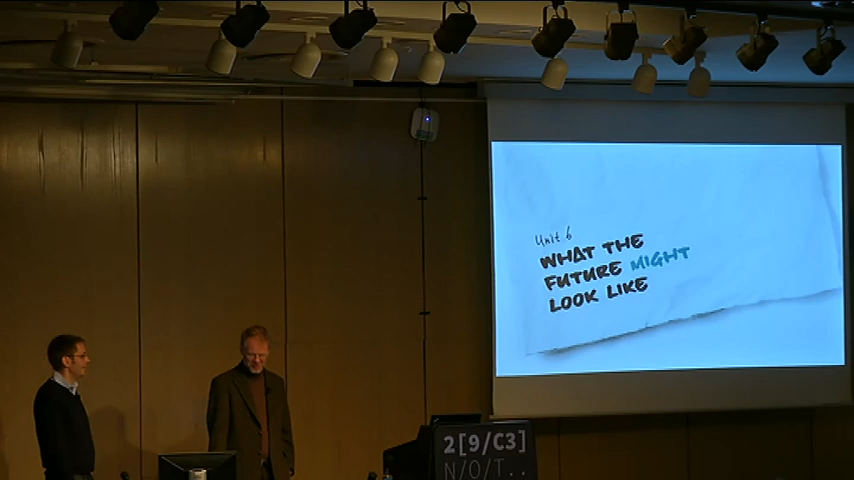 Unit 6
WHAT THE
FUTURE MIGHT
LOOK LIKE
2[9/C3]
N/O/T..